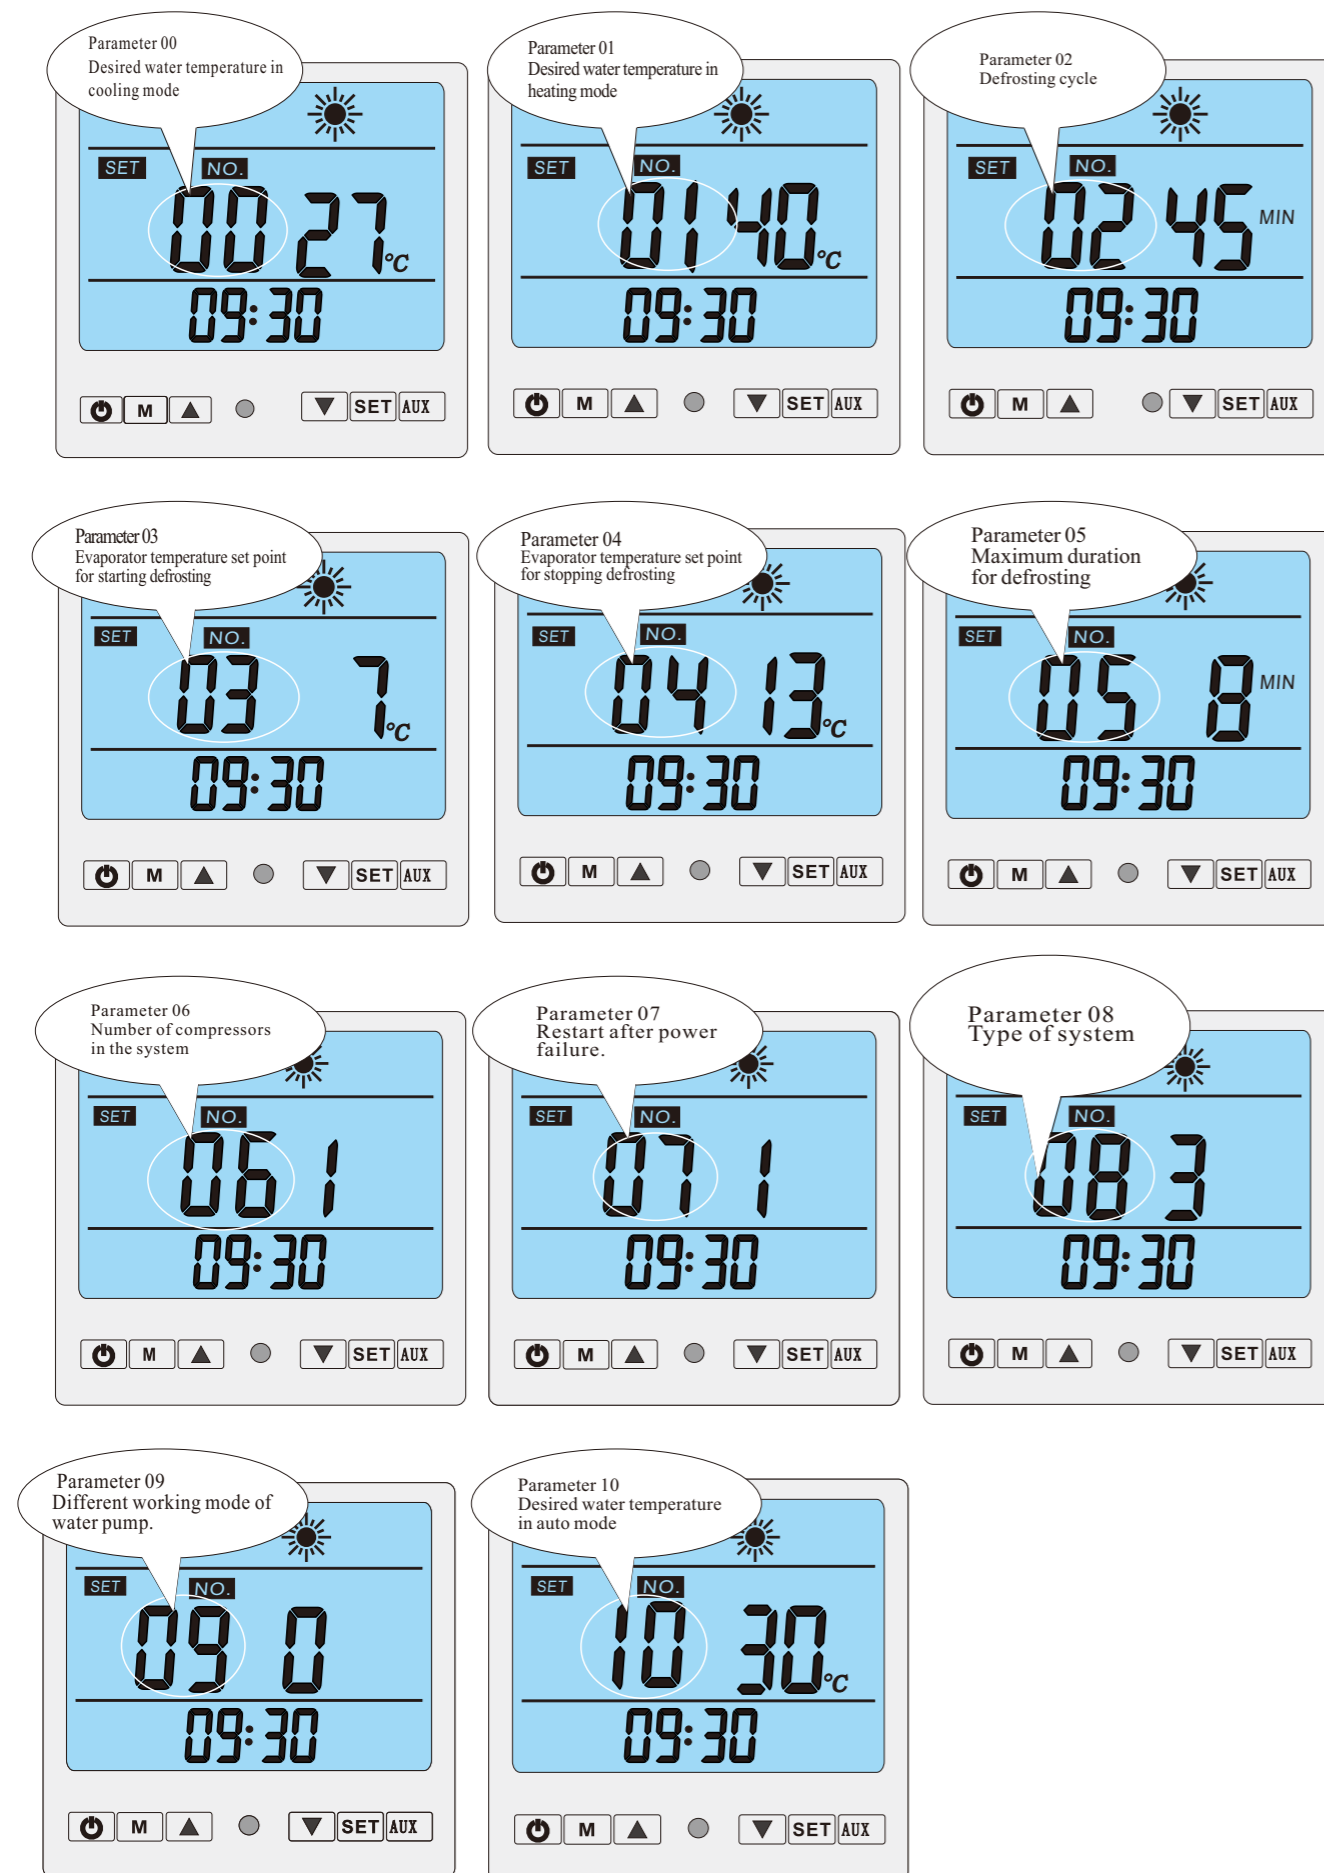 Parameter 00
Desired water temperature in
cooling mode
SET NO.
00 27 °C
09:30
M SET AUX
Parameter 01
Desired water temperature in
heating mode
SET NO.
01 40 °C
09:30
M SET AUX
Parameter 02
Defrosting cycle
SET NO.
02 45 MIN
09:30
M SET AUX
Parameter 03
Evaporator temperature set point
for starting defrosting
SET NO.
03 7 °C
09:30
M SET AUX
Parameter 04
Evaporator temperature set point
for stopping defrosting
SET NO.
04 13 °C
09:30
M SET AUX
Parameter 05
Maximum duration
for defrosting
SET NO.
05 8 MIN
09:30
M SET AUX
Parameter 06
Number of compressors
in the system
SET NO.
06 1
09:30
M SET AUX
Parameter 07
Restart after power
failure.
SET NO.
07 1
09:30
M SET AUX
Parameter 08
Type of system
SET NO.
08 3
09:30
M SET AUX
Parameter 09
Different working mode of
water pump.
SET NO.
09 0
09:30
M SET AUX
Parameter 10
Desired water temperature
in auto mode
SET NO.
10 30 °C
09:30
M SET AUX